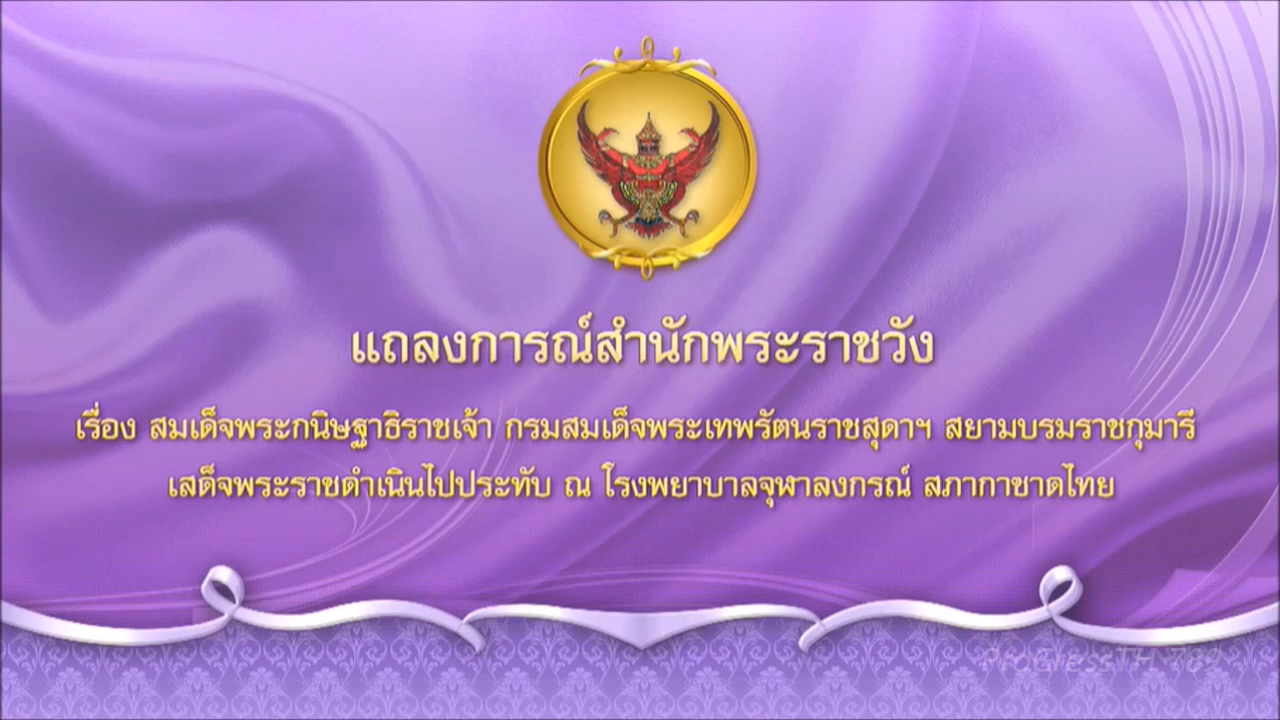 แถลงการณ์สำนักพระราชวัง
เรื่อง สมเด็จพระกนิษฐาธิราชเจ้า กรมสมเด็จพระเทพรัตนราชสุดาฯ สยามบรมราชกุมารี
เสด็จพระราชดำเนินไปประทับ ณ โรงพยาบาลจุฬาลงกรณ์ สภากาชาดไทย
ProGressTH 789